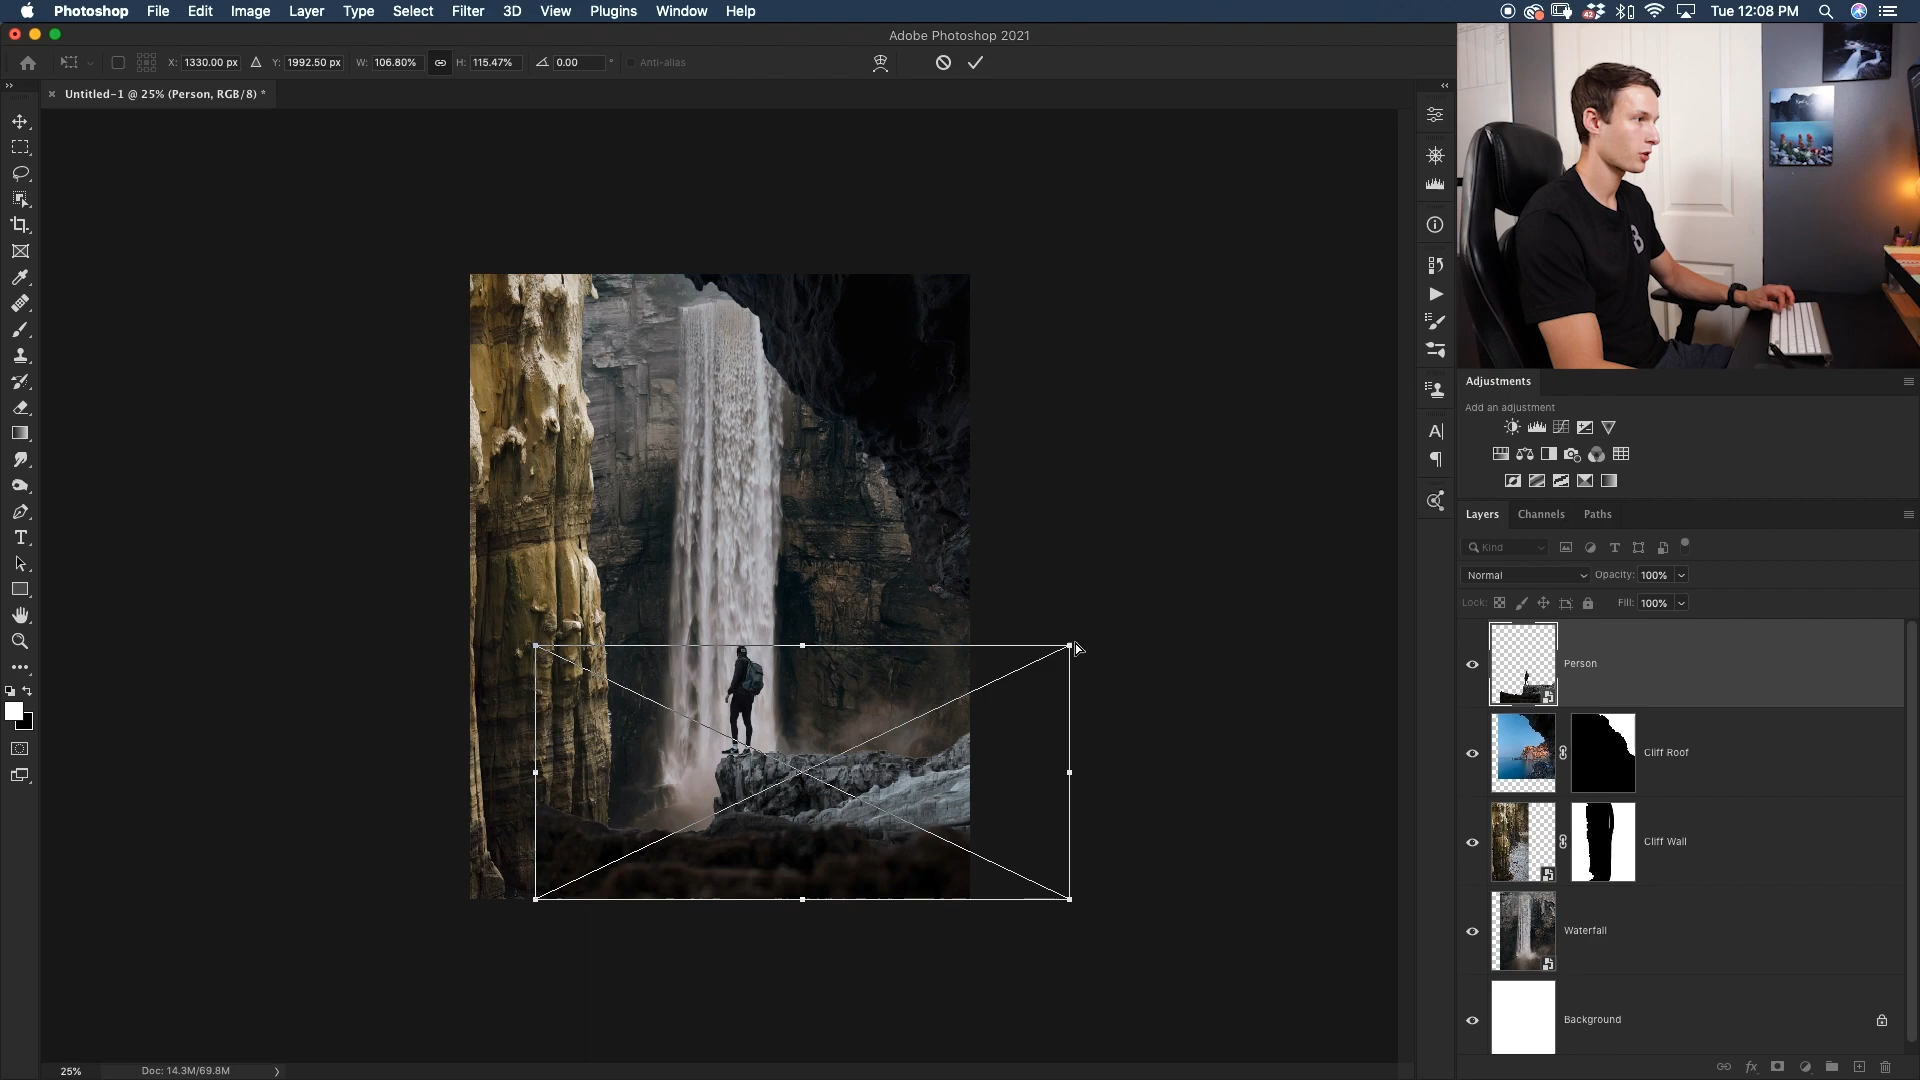 Photoshop File Edit Image Layer Type Select Filter 3D View Plugins Window Help
42
Tue 12:08 PM
Adobe Photoshop 2021
X: 1330.00 px Y: 1992.50 px W: 106.80% H: 115.47% 0.00 ° Anti-alias
Untitled-1 @ 25% (Person, RGB/8) *
Adjustments
Add an adjustment
Layers Channels Paths
Kind
Normal Opacity: 100%
Lock: Fill: 100%
Person
Cliff Roof
Cliff Wall
Waterfall
Background
25% Doc: 14.3M/69.8M